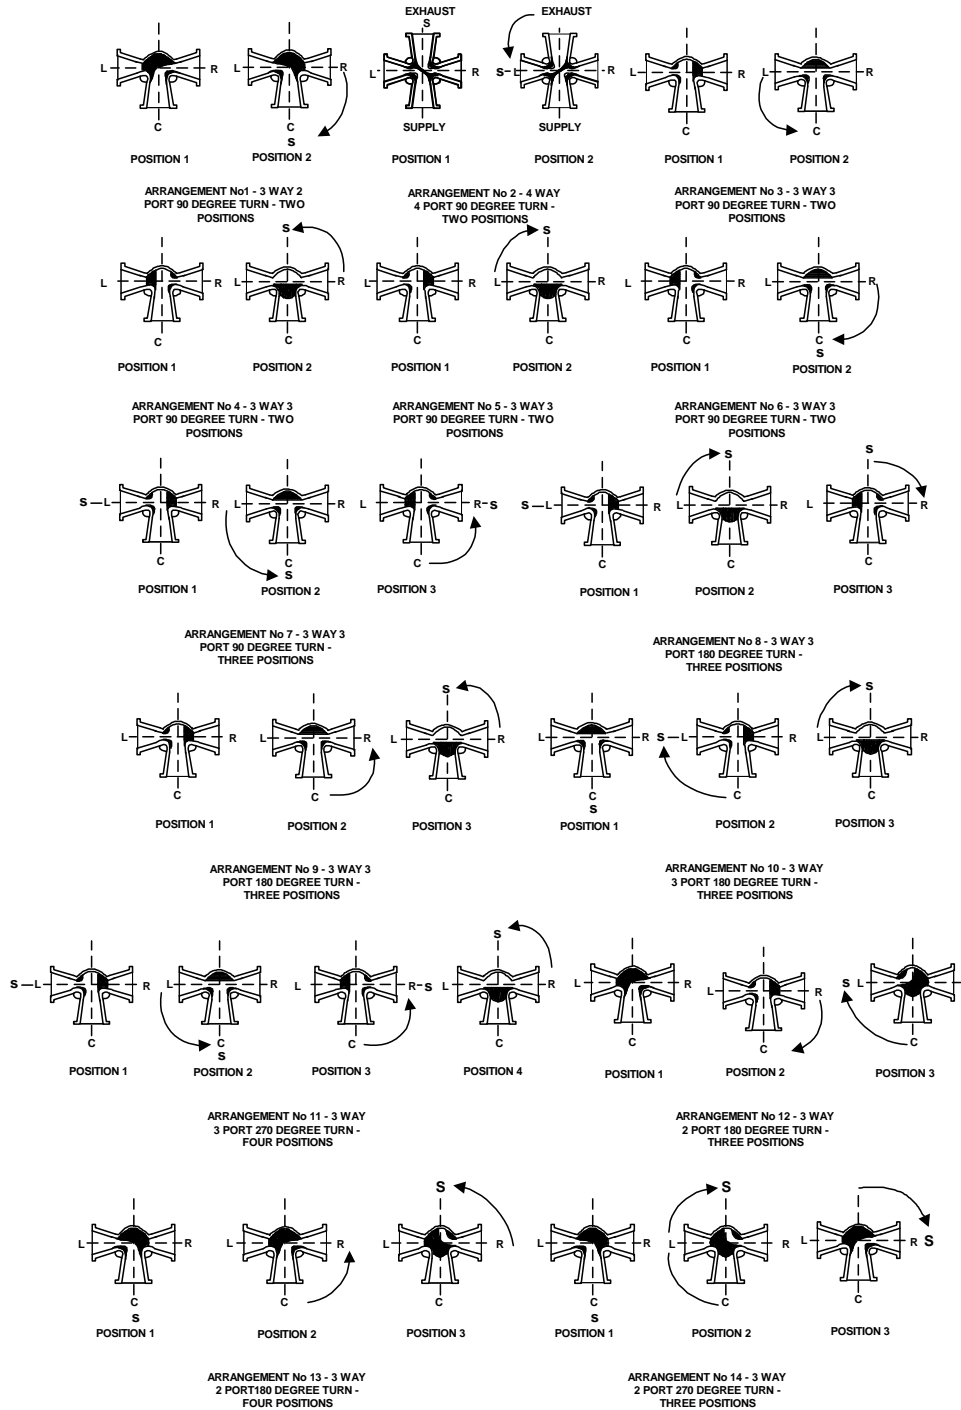 EXHAUST
S
EXHAUST
L
R
C
POSITION 1
L
R
C
S
POSITION 2
L
R
SUPPLY
POSITION 1
S
L
R
SUPPLY
POSITION 2
L
R
C
POSITION 1
L
R
C
POSITION 2
ARRANGEMENT No1 - 3 WAY 2
PORT 90 DEGREE TURN - TWO
POSITIONS
ARRANGEMENT No 2 - 4 WAY
4 PORT 90 DEGREE TURN -
TWO POSITIONS
ARRANGEMENT No 3 - 3 WAY 3
PORT 90 DEGREE TURN - TWO
POSITIONS
L
R
C
POSITION 1
S
L
R
C
POSITION 2
L
R
C
POSITION 1
S
L
R
C
POSITION 2
L
R
C
POSITION 1
L
R
C
S
POSITION 2
ARRANGEMENT No 4 - 3 WAY 3
PORT 90 DEGREE TURN - TWO
POSITIONS
ARRANGEMENT No 5 - 3 WAY 3
PORT 90 DEGREE TURN - TWO
POSITIONS
ARRANGEMENT No 6 - 3 WAY 3
PORT 90 DEGREE TURN - TWO
POSITIONS
S
L
R
C
POSITION 1
L
R
C
S
POSITION 2
L
R
S
C
POSITION 3
S
L
R
C
POSITION 1
S
L
R
C
POSITION 2
S
L
R
C
POSITION 3
ARRANGEMENT No 7 - 3 WAY 3
PORT 90 DEGREE TURN -
THREE POSITIONS
ARRANGEMENT No 8 - 3 WAY 3
PORT 180 DEGREE TURN -
THREE POSITIONS
L
R
C
POSITION 1
L
R
C
POSITION 2
S
L
R
C
POSITION 3
L
R
C
S
POSITION 1
S
L
R
C
POSITION 2
S
L
R
C
POSITION 3
ARRANGEMENT No 9 - 3 WAY 3
PORT 180 DEGREE TURN -
THREE POSITIONS
ARRANGEMENT No 10 - 3 WAY
3 PORT 180 DEGREE TURN -
THREE POSITIONS
S
L
R
C
POSITION 1
L
R
C
S
POSITION 2
L
R
S
C
POSITION 3
S
L
R
C
POSITION 4
L
R
C
POSITION 1
L
R
C
POSITION 2
S
L
R
C
POSITION 3
ARRANGEMENT No 11 - 3 WAY
3 PORT 270 DEGREE TURN -
FOUR POSITIONS
ARRANGEMENT No 12 - 3 WAY
2 PORT 180 DEGREE TURN -
THREE POSITIONS
L
R
C
S
POSITION 1
L
R
C
POSITION 2
S
L
R
C
POSITION 3
L
R
C
S
POSITION 1
S
L
R
C
POSITION 2
L
R
S
C
POSITION 3
ARRANGEMENT No 13 - 3 WAY
2 PORT180 DEGREE TURN -
FOUR POSITIONS
ARRANGEMENT No 14 - 3 WAY
2 PORT 270 DEGREE TURN -
THREE POSITIONS